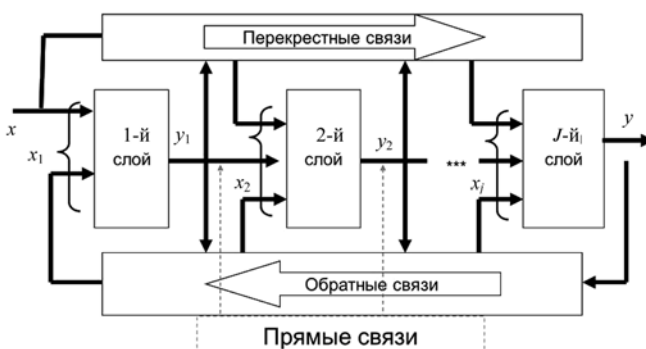 Перекрестные связи
x
x1
1-й
слой
y1
x2
2-й
слой
y2
***
xj
J-й
слой
y
Обратные связи
Прямые связи